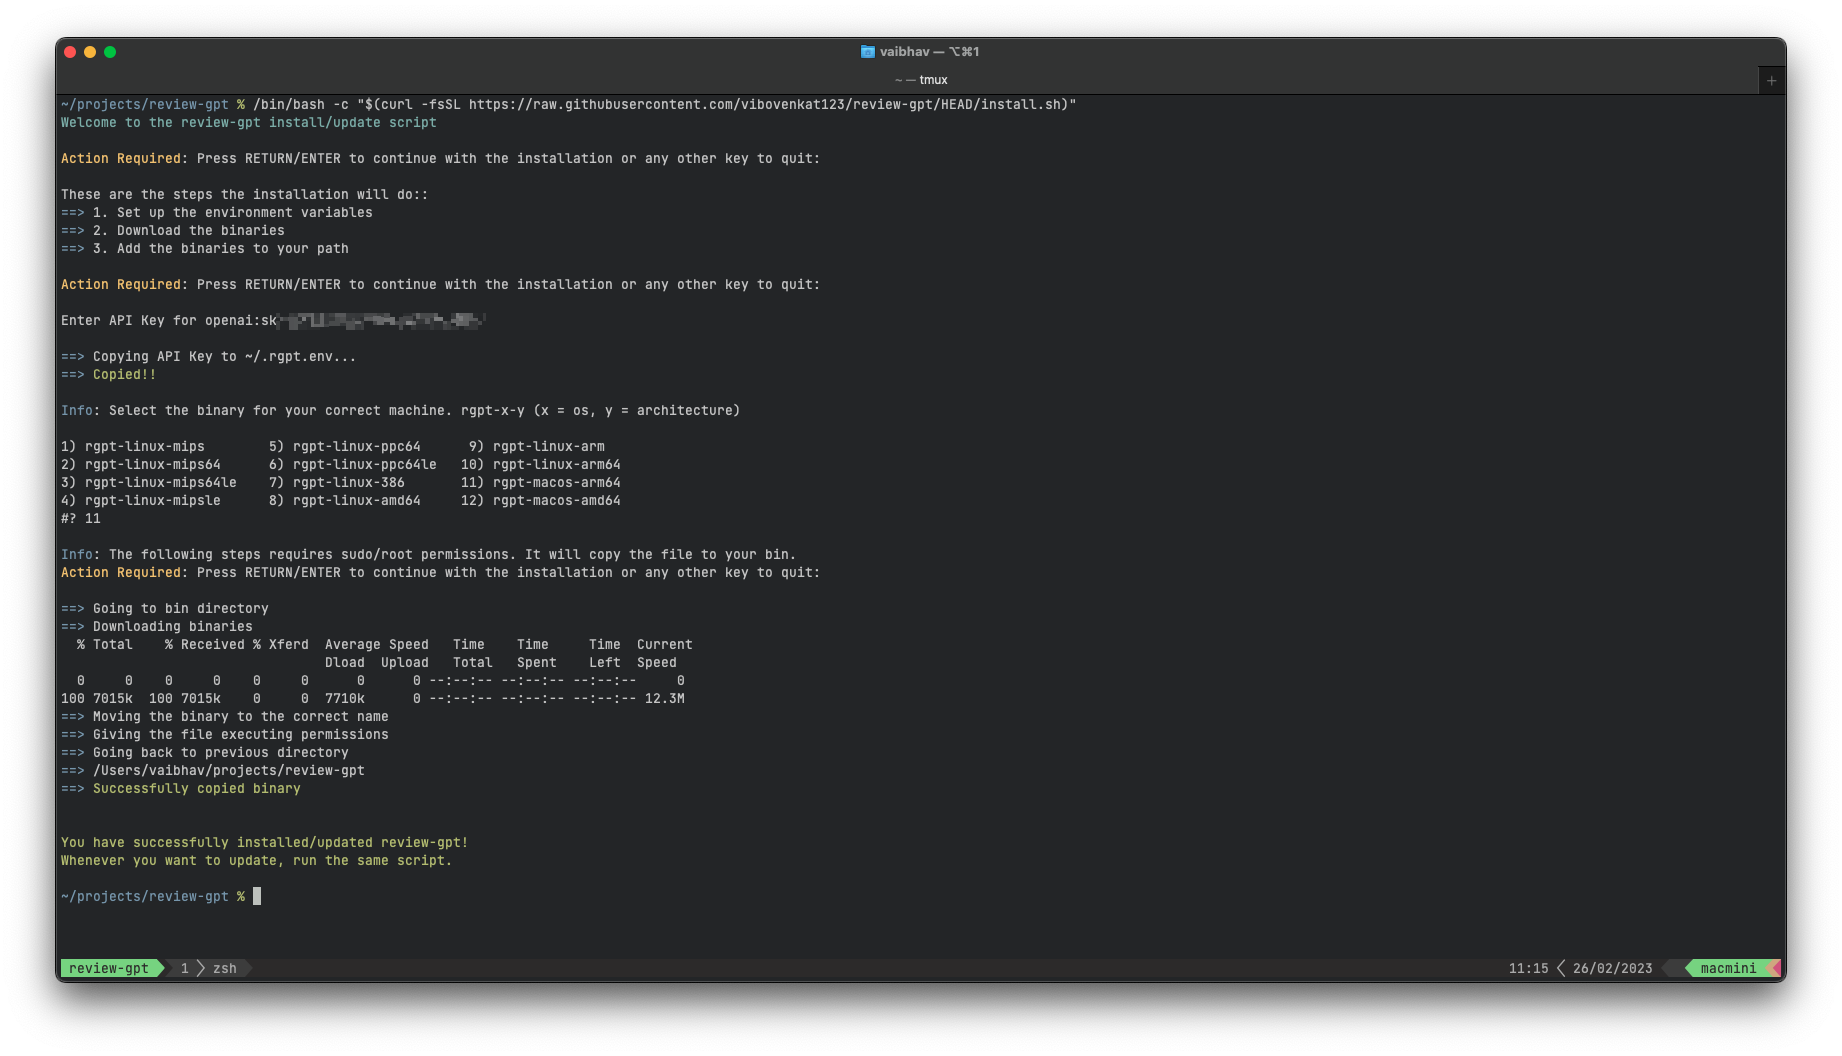 vaibhav — ⌥⌘1
~ — tmux
+
~/projects/review-gpt % /bin/bash -c "$(curl -fsSL https://raw.githubusercontent.com/vibovenkat123/review-gpt/HEAD/install.sh)"
Welcome to the review-gpt install/update script
Action Required: Press RETURN/ENTER to continue with the installation or any other key to quit:
These are the steps the installation will do::
==> 1. Set up the environment variables
==> 2. Download the binaries
==> 3. Add the binaries to your path
Action Required: Press RETURN/ENTER to continue with the installation or any other key to quit:
Enter API Key for openai:sk
==> Copying API Key to ~/.rgpt.env...
==> Copied!!
Info: Select the binary for your correct machine. rgpt-x-y (x = os, y = architecture)
1) rgpt-linux-mips        5) rgpt-linux-ppc64      9) rgpt-linux-arm
2) rgpt-linux-mips64      6) rgpt-linux-ppc64le   10) rgpt-linux-arm64
3) rgpt-linux-mips64le    7) rgpt-linux-386       11) rgpt-macos-arm64
4) rgpt-linux-mipsle      8) rgpt-linux-amd64     12) rgpt-macos-amd64
#? 11
Info: The following steps requires sudo/root permissions. It will copy the file to your bin.
Action Required: Press RETURN/ENTER to continue with the installation or any other key to quit:
==> Going to bin directory
==> Downloading binaries
  % Total    % Received % Xferd  Average Speed   Time    Time     Time  Current
                                 Dload  Upload   Total   Spent    Left  Speed
  0     0    0     0    0     0      0      0 --:--:-- --:--:-- --:--:--     0
100 7015k  100 7015k    0     0  7710k      0 --:--:-- --:--:-- --:--:-- 12.3M
==> Moving the binary to the correct name
==> Giving the file executing permissions
==> Going back to previous directory
==> /Users/vaibhav/projects/review-gpt
==> Successfully copied binary
You have successfully installed/updated review-gpt!
Whenever you want to update, run the same script.
~/projects/review-gpt %
review-gpt 1 zsh 11:15 26/02/2023 macmini